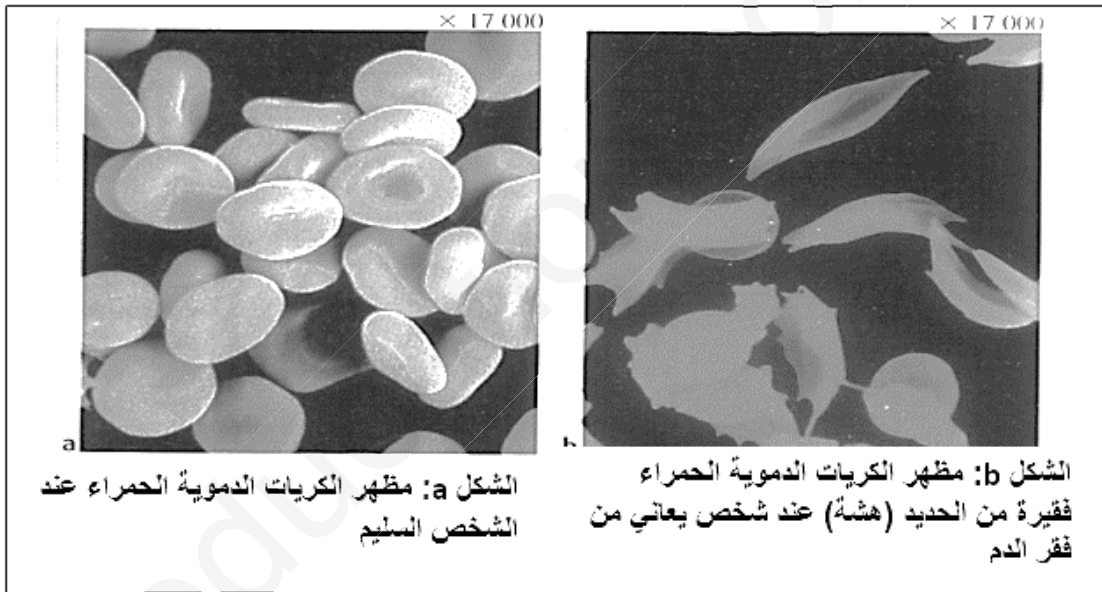 × 17 000
× 17 000
a
b
الشكل a: مظهر الكريات الدموية الحمراء عند
الشخص السليم
الشكل b: مظهر الكريات الدموية الحمراء
فقيرة من الحديد (هشة) عند شخص يعاني من
فقر الدم